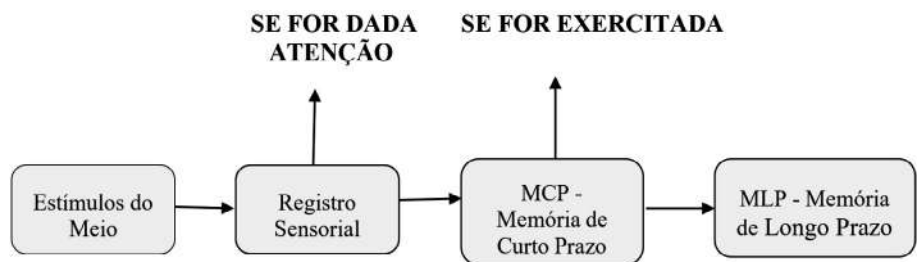 SE FOR DADA
ATENÇÃO
SE FOR EXERCITADA
Estímulos do
Meio
Registro
Sensorial
MCP -
Memória de
Curto Prazo
MLP - Memória
de Longo Prazo